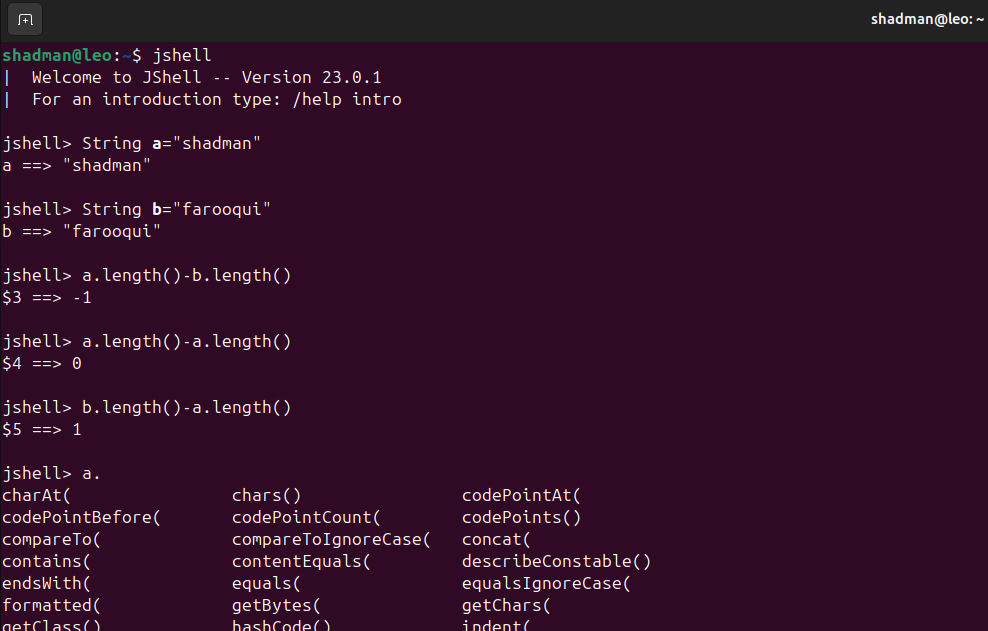 shadman@leo: ~
shadman@leo:~$ jshell
|  Welcome to JShell -- Version 23.0.1
|  For an introduction type: /help intro
jshell> String a="shadman"
a ==> "shadman"
jshell> String b="farooqui"
b ==> "farooqui"
jshell> a.length()-b.length()
$3 ==> -1
jshell> a.length()-a.length()
$4 ==> 0
jshell> b.length()-a.length()
$5 ==> 1
jshell> a.
charAt( chars() codePointAt(
codePointBefore( codePointCount( codePoints()
compareTo( compareToIgnoreCase( concat(
contains( contentEquals( describeConstable()
endsWith( equals( equalsIgnoreCase(
formatted( getBytes( getChars(
getClass() hashCode() indent(